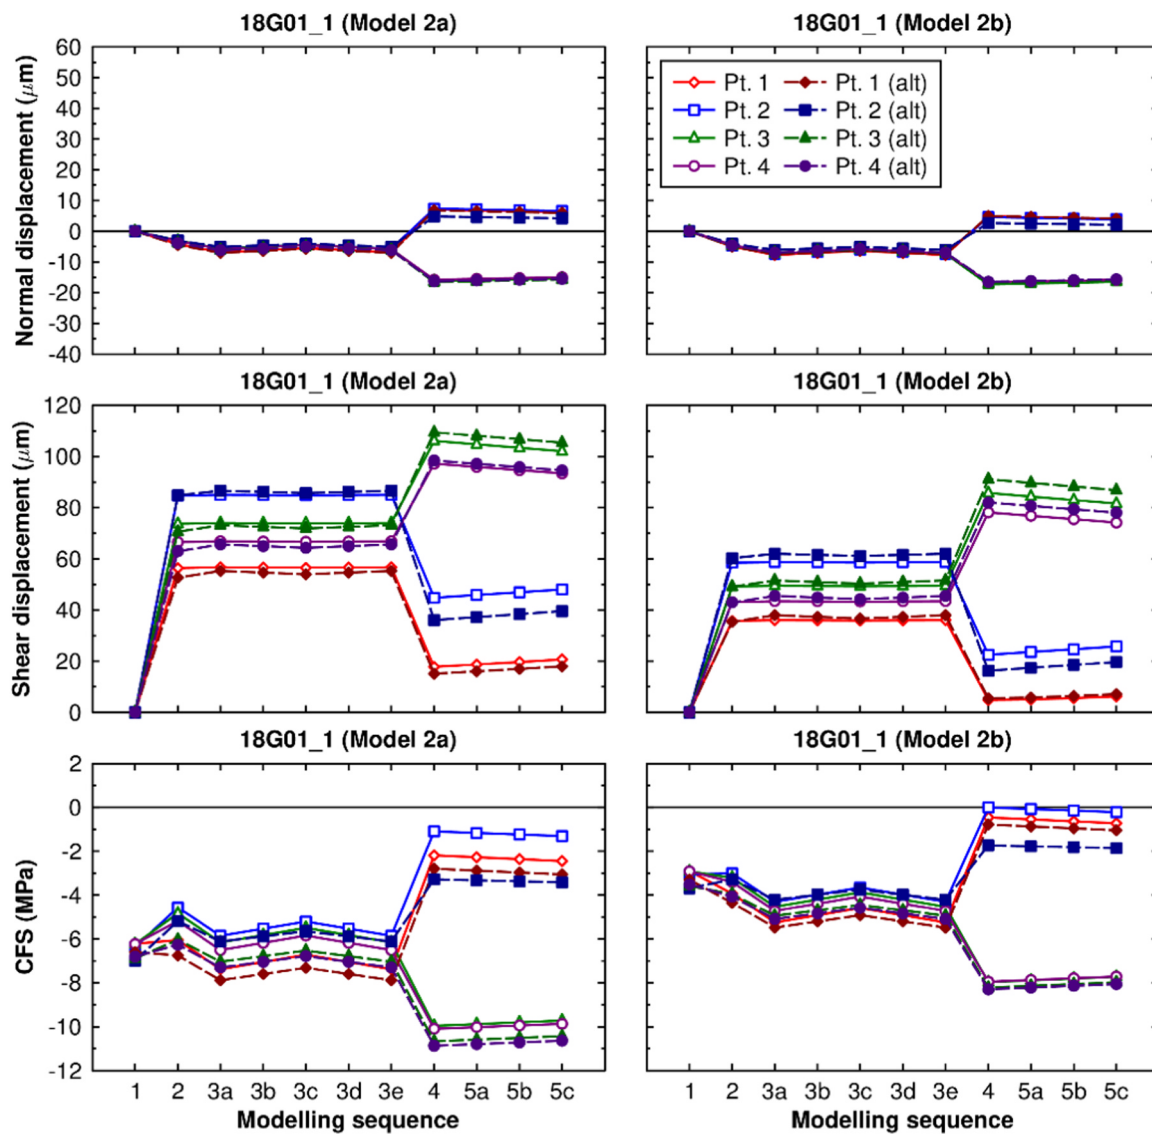 18G01_1 (Model 2a)
18G01_1 (Model 2b)
Normal displacement (μm)
60
50
40
30
20
10
0
-10
-20
-30
-40
Pt. 1 Pt. 1 (alt)
Pt. 2 Pt. 2 (alt)
Pt. 3 Pt. 3 (alt)
Pt. 4 Pt. 4 (alt)
18G01_1 (Model 2a)
18G01_1 (Model 2b)
Shear displacement (μm)
120
100
80
60
40
20
0
18G01_1 (Model 2a)
18G01_1 (Model 2b)
CFS (MPa)
2
0
-2
-4
-6
-8
-10
-12
1 2 3a 3b 3c 3d 3e 4 5a 5b 5c
1 2 3a 3b 3c 3d 3e 4 5a 5b 5c
Modelling sequence
Modelling sequence